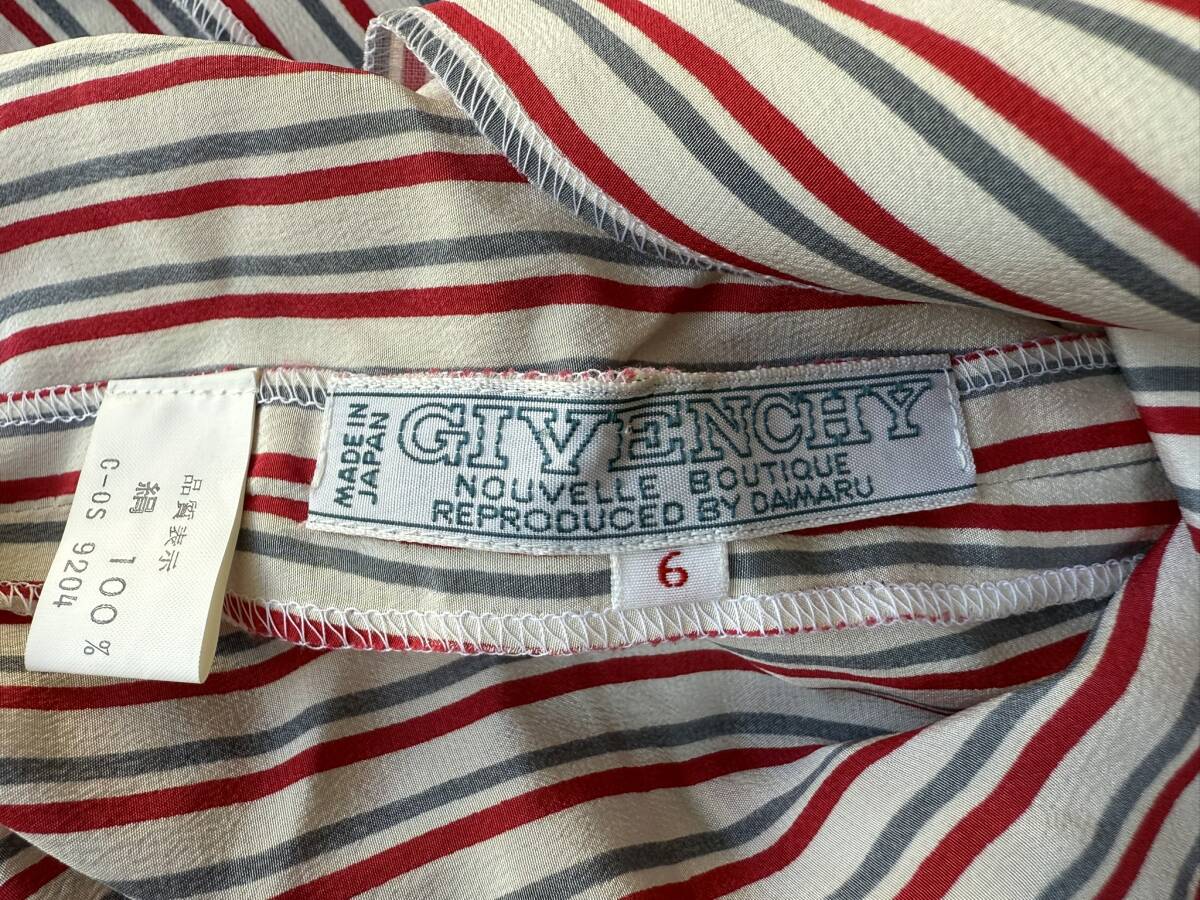 MADE IN
JAPAN
GIVENCHY
NOUVELLE BOUTIQUE
REPRODUCED BY DAIMARU
6
品質表示
絹 100%
C-OS 9204